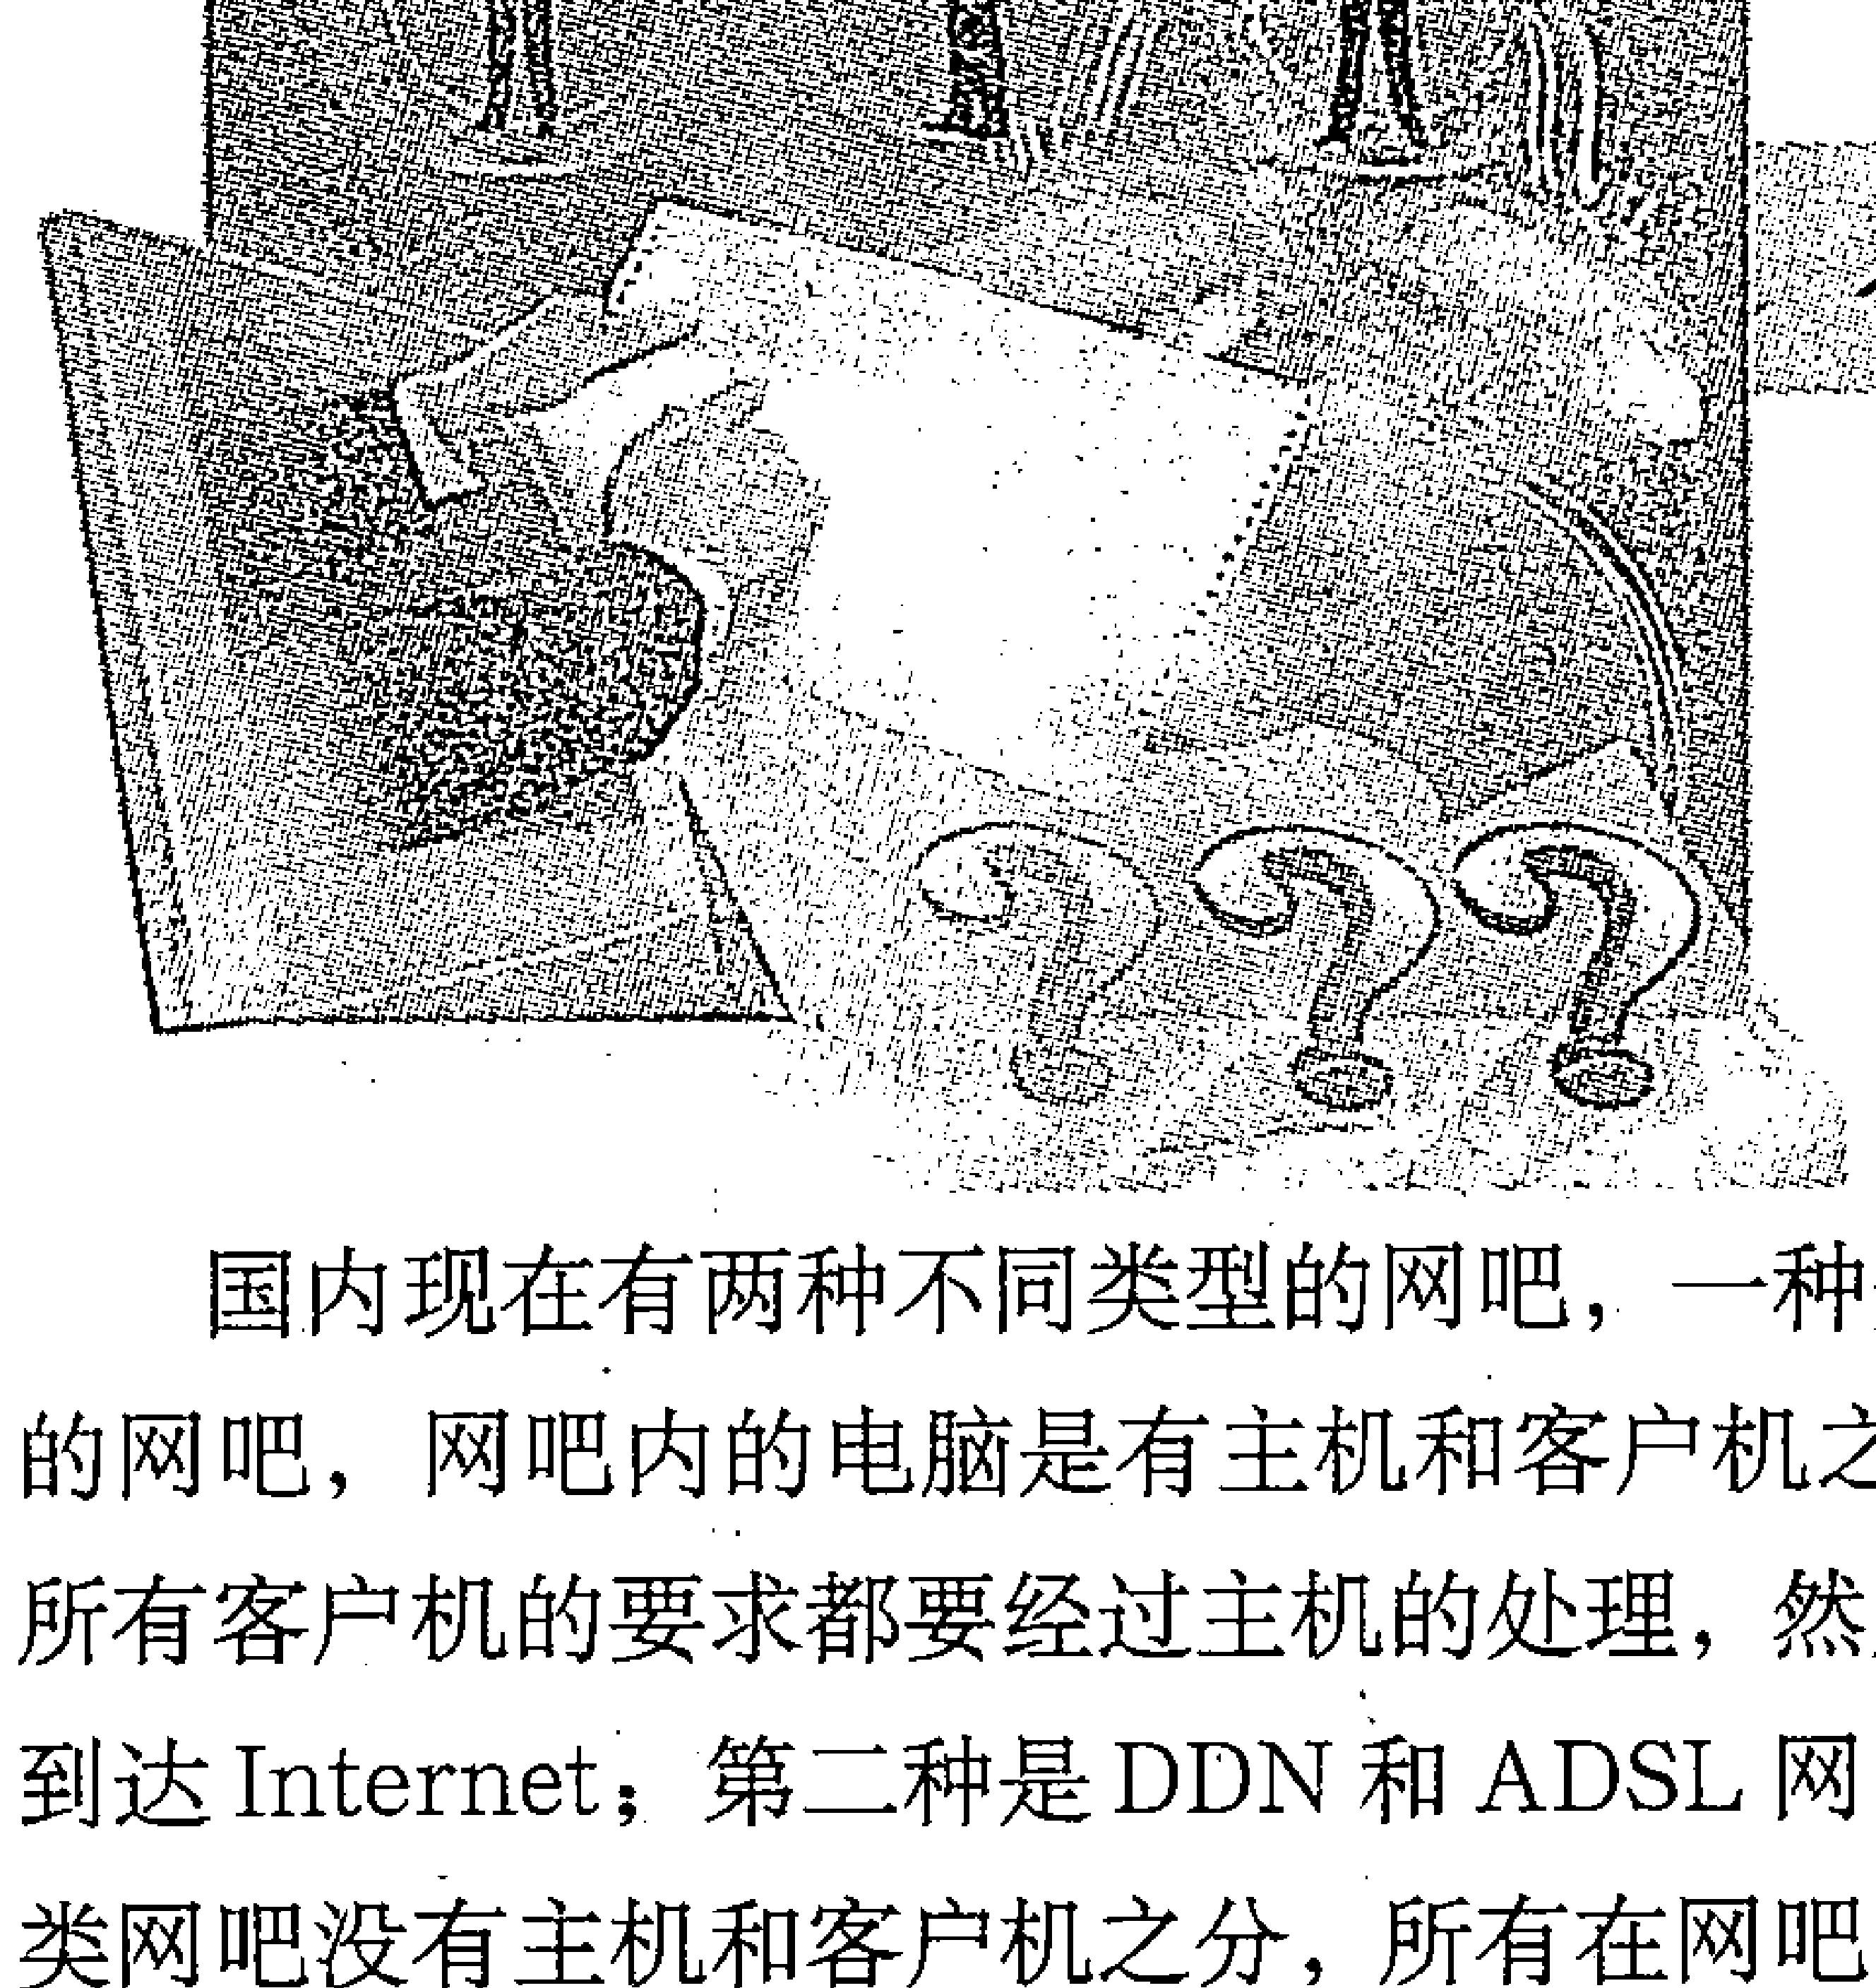 ???
国内现在有两种不同类型的网吧，一种
的网吧，网吧内的电脑是有主机和客户机之
所有客户机的要求都要经过主机的处理，然
到达 Internet；第二种是 DDN 和 ADSL 网
类网吧没有主机和客户机之分，所有在网吧